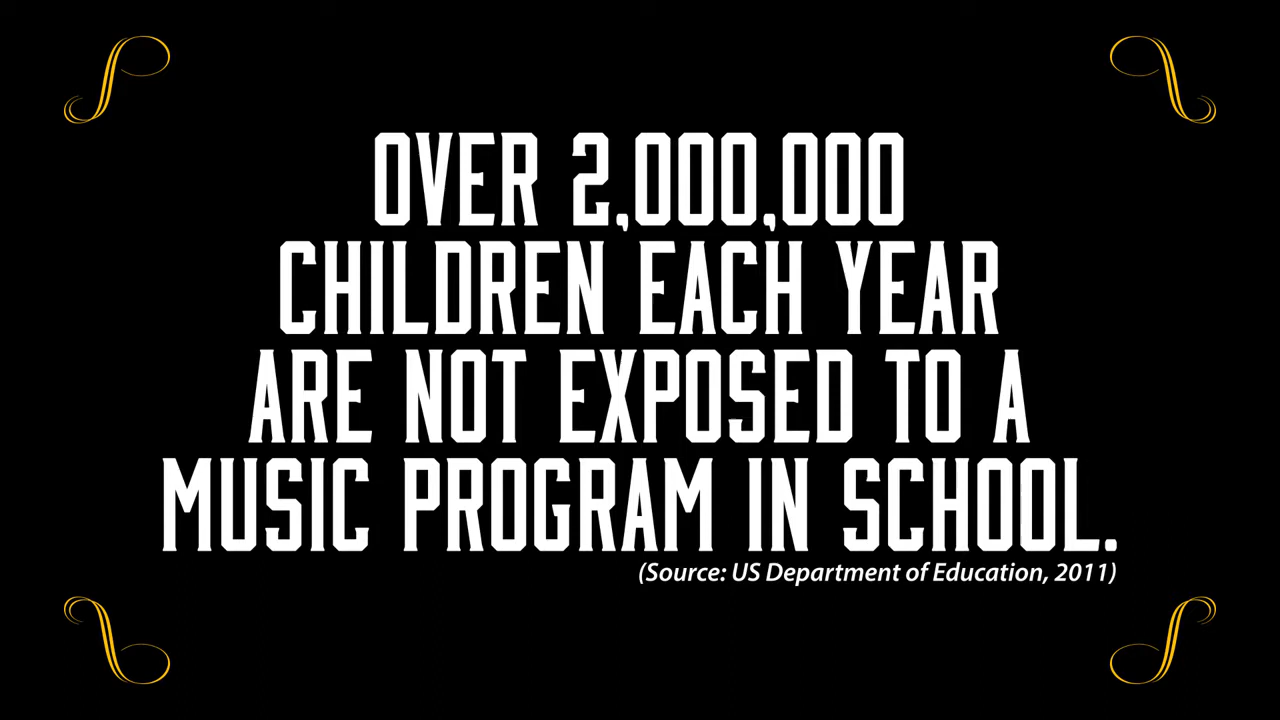 OVER 2,000,000
CHILDREN EACH YEAR
ARE NOT EXPOSED TO A
MUSIC PROGRAM IN SCHOOL.
(Source: US Department of Education, 2011)